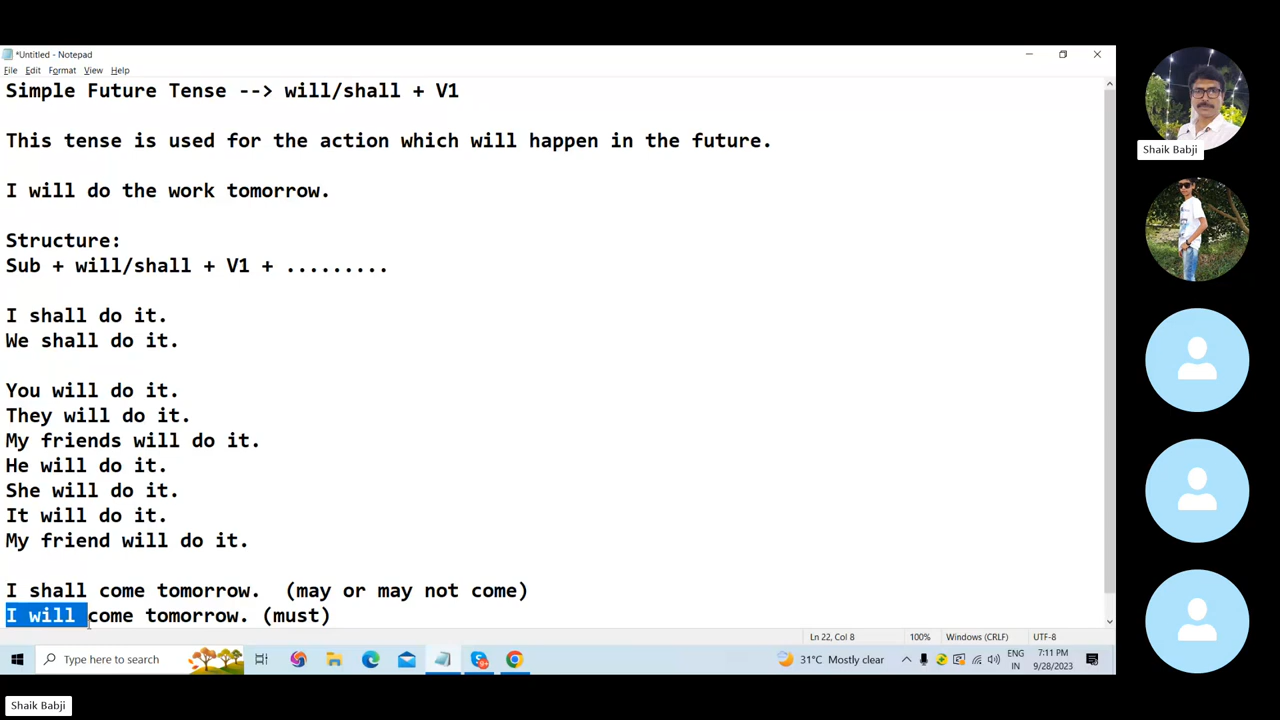 *Untitled - Notepad
File Edit Format View Help
Simple Future Tense --> will/shall + V1
This tense is used for the action which will happen in the future.
I will do the work tomorrow.
Structure:
Sub + will/shall + V1 + .........
I shall do it.
We shall do it.
You will do it.
They will do it.
My friends will do it.
He will do it.
She will do it.
It will do it.
My friend will do it.
I shall come tomorrow.  (may or may not come)
I will come tomorrow. (must)
Ln 22, Col 8 100% Windows (CRLF) UTF-8
Type here to search
31°C Mostly clear
ENG
IN
7:11 PM
9/28/2023
Shaik Babji
Shaik Babji